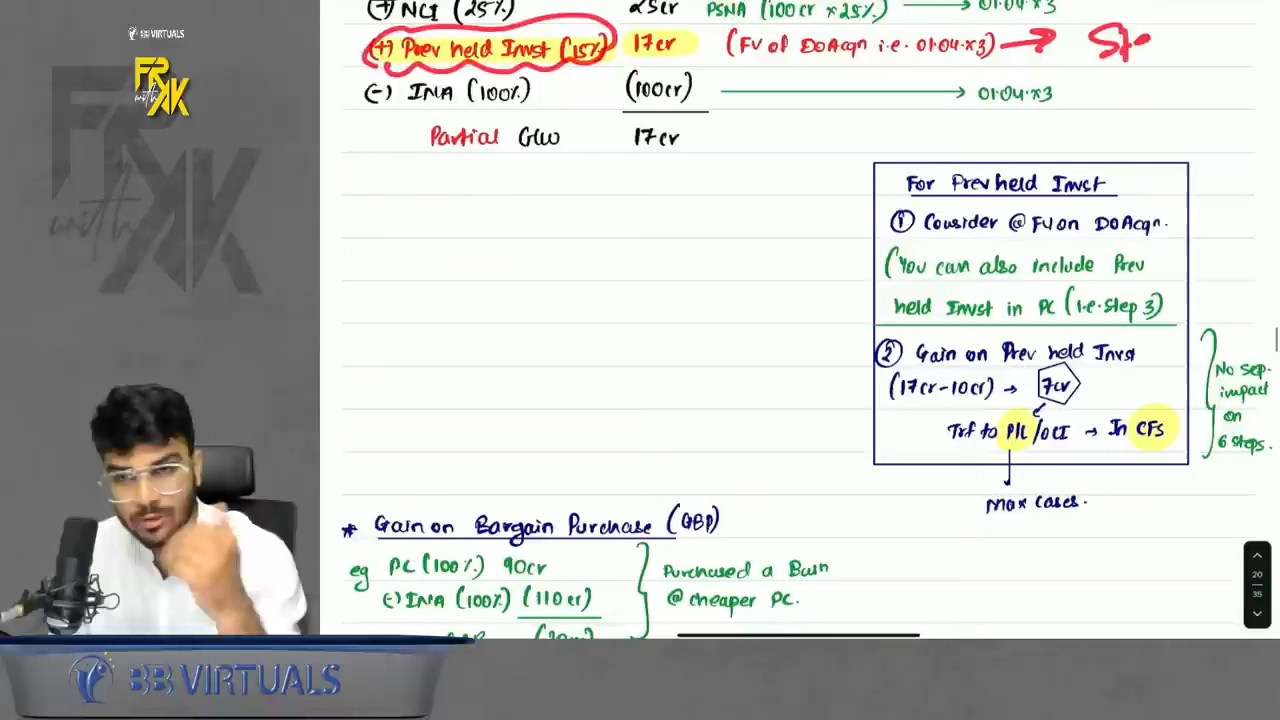 BB VIRTUALS
FR
with AK
(+) NCI (25%) 25cr PSNA (100cr x 25%) → 01.04.x3
(+) Prev held Invst (15%) 17cr (FV of DoAcqn i.e. 01.04.x3) → St
(-) INA (100%) (100cr) → 01.04.x3
Partial GW 17cr
For Prev held Invst
① Consider @ FV on DoAcqn.
(You can also include Prev
held Invst in PC (i.e. Step 3)
② Gain on Prev held Invst
(17cr-10cr) → 7cr
Trf to P/L /OCI → In CFS
Max cases.
No sep.
impact
on
6 steps.
* Gain on Bargain Purchase (GBP)
eg PC (100%) 90cr
(-) INA (100%) (110cr)
Purchased a Busn
@ cheaper PC.
20
35
BB VIRTUALS